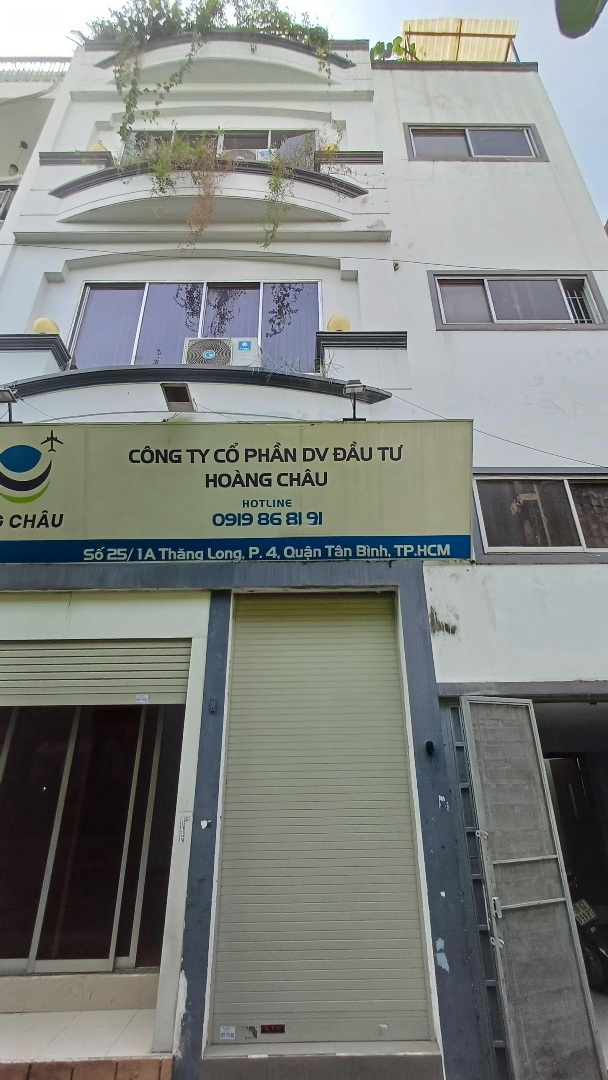 CÔNG TY CỔ PHẦN DV ĐẦU TƯ
HOÀNG CHÂU
HOTLINE
0919 86 81 91
CHÂU
Số 25/1A Thăng Long, P. 4, Quận Tân Bình, TP.HCM